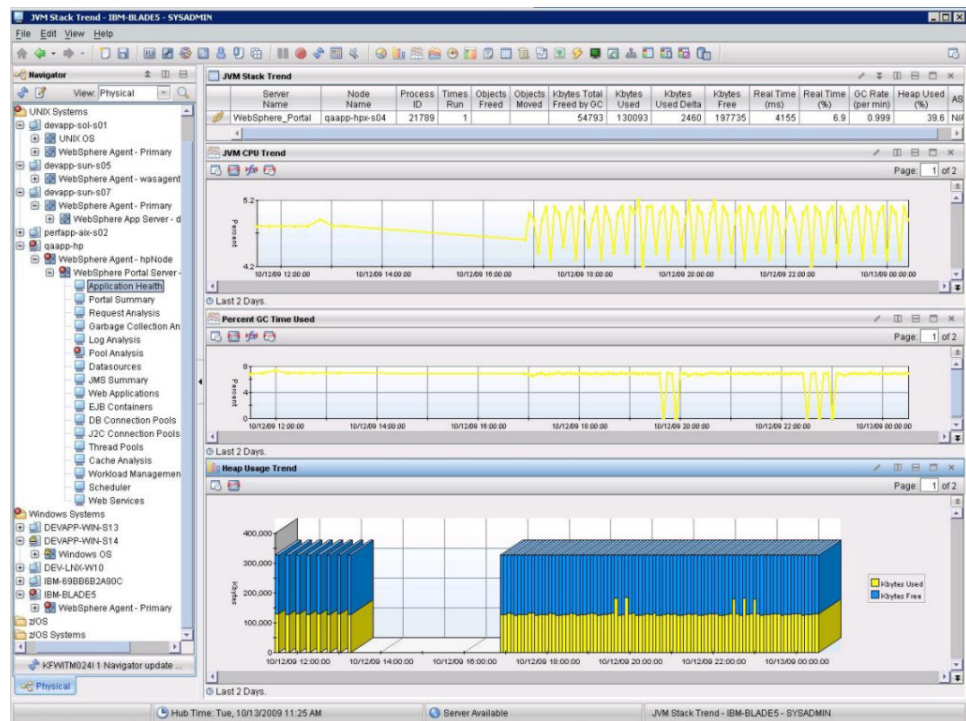 JVM Stack Trend - IBM-BLADE5 - SYSADMIN
File Edit View Help
Navigator
View: Physical
UNIX Systems
devapp-sol-s01
UNIX OS
WebSphere Agent - Primary
devapp-sun-s05
WebSphere Agent - wasagent
devapp-sun-s07
WebSphere Agent - Primary
WebSphere App Server - d
perfapp-aix-s02
qaapp-hp
WebSphere Agent - hpNode
WebSphere Portal Server -
Application Health
Portal Summary
Request Analysis
Garbage Collection An
Log Analysis
Pool Analysis
Datasources
JMS Summary
Web Applications
EJB Containers
DB Connection Pools
J2C Connection Pools
Thread Pools
Cache Analysis
Workload Managemen
Scheduler
Web Services
Windows Systems
DEVAPP-WIN-S13
DEVAPP-WIN-S14
Windows OS
DEV-LNX-W10
IBM-69BB6B2A90C
IBM-BLADE5
WebSphere Agent - Primary
z/OS
z/OS Systems
KFWITM024I 1 Navigator update ...
Physical
JVM Stack Trend
Server Name Node Name Process ID Times Run Objects Freed Objects Moved Kbytes Total Freed by GC Kbytes Used Kbytes Used Delta Kbytes Free Real Time (ms) Real Time (%) GC Rate (per min) Heap Used (%) AS
WebSphere_Portal qaapp-hpx-s04 21789 1 54793 130093 2460 197735 4155 6.9 0.999 39.6 N/A
JVM CPU Trend
Page: 1 of 2
5.2
Percent
4.2
10/12/09 12:00:00 10/12/09 14:00:00 10/12/09 16:00:00 10/12/09 18:00:00 10/12/09 20:00:00 10/12/09 22:00:00 10/13/09 00:00:00
Last 2 Days.
Percent GC Time Used
Page: 1 of 2
8
Percent
4
0
10/12/09 12:00:00 10/12/09 14:00:00 10/12/09 16:00:00 10/12/09 18:00:00 10/12/09 20:00:00 10/12/09 22:00:00 10/13/09 00:00:00
Last 2 Days.
Heap Usage Trend
Page: 1 of 2
400,000
300,000
200,000
100,000
0
Kbytes
Kbytes Used
Kbytes Free
10/12/09 12:00:00 10/12/09 14:00:00 10/12/09 16:00:00 10/12/09 18:00:00 10/12/09 20:00:00 10/12/09 22:00:00 10/13/09 00:00:00
Last 2 Days.
Hub Time: Tue, 10/13/2009 11:25 AM
Server Available
JVM Stack Trend - IBM-BLADE5 - SYSADMIN